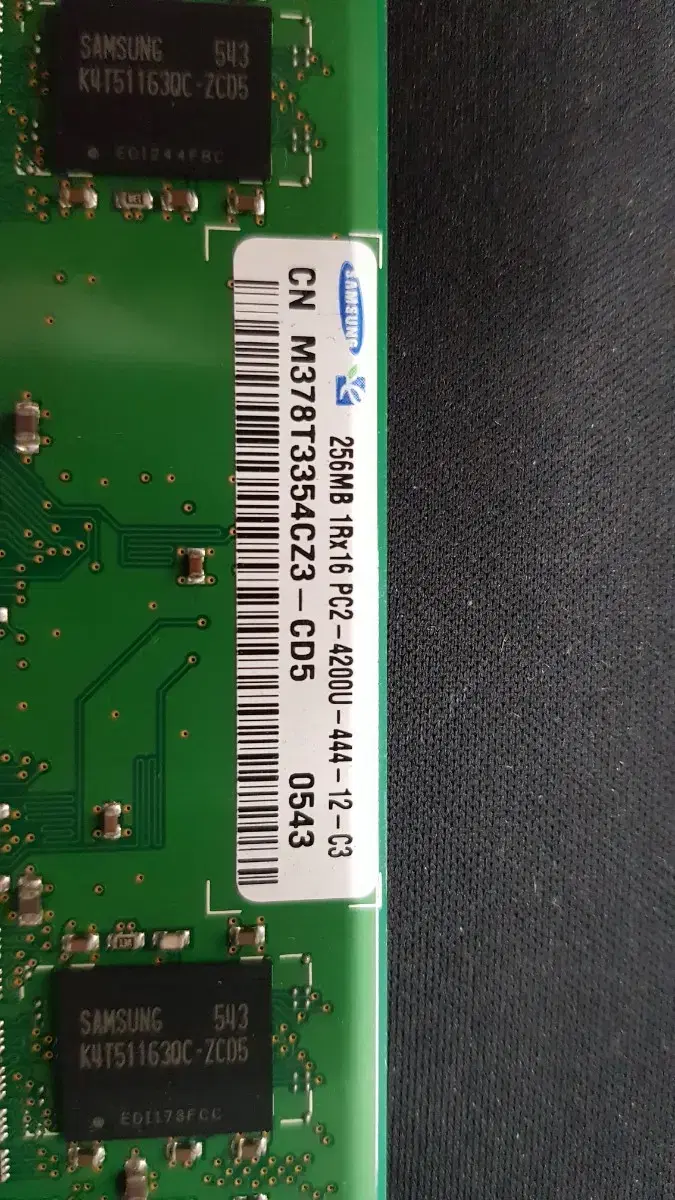 SAMSUNG 543
K4T51163QC-ZCD5
SAMSUNG
256MB 1Rx16 PC2-4200U-444-12-C3
CN M378T3354CZ3-CD5 0543
SAMSUNG 543
K4T51163QC-ZCD5
EDI178FCC